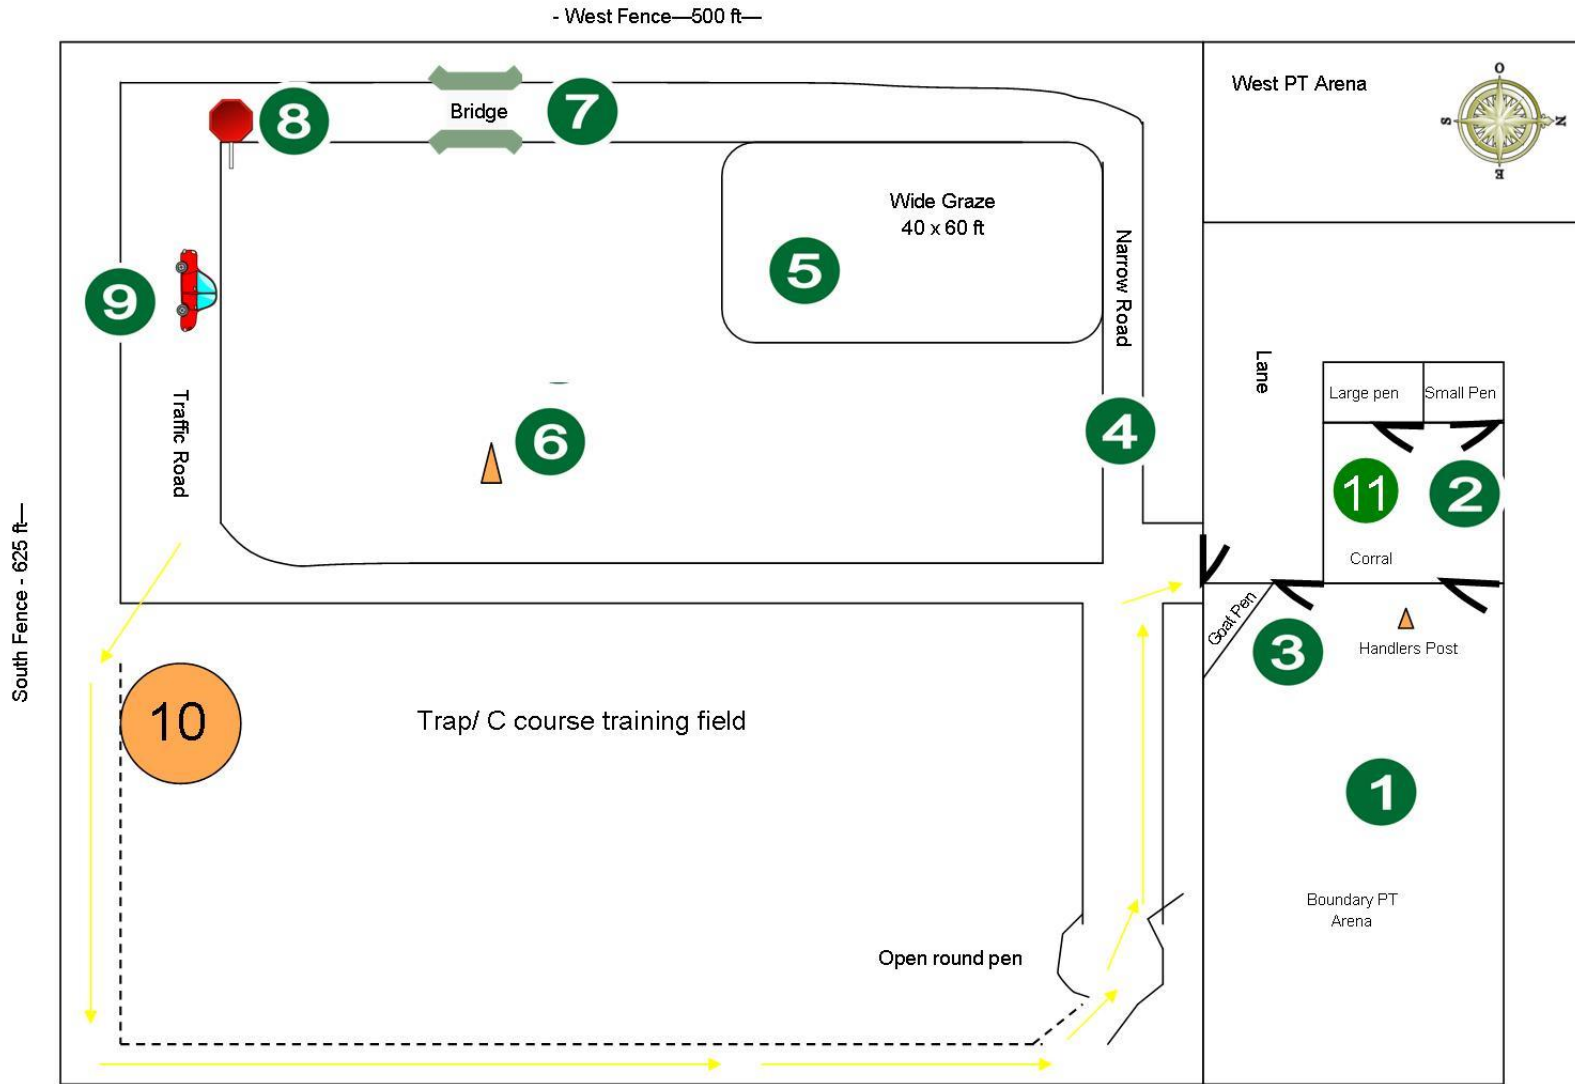 - West Fence—500 ft—
West PT Arena
O
S
N
E
Bridge
7
8
Wide Graze
40 x 60 ft
5
Narrow Road
9
Lane
Large pen
Small Pen
Traffic Road
6
4
11
2
Corral
South Fence - 625 ft—
Goat Pen
3
Handlers Post
10
Trap/ C course training field
1
Boundary PT
Arena
Open round pen